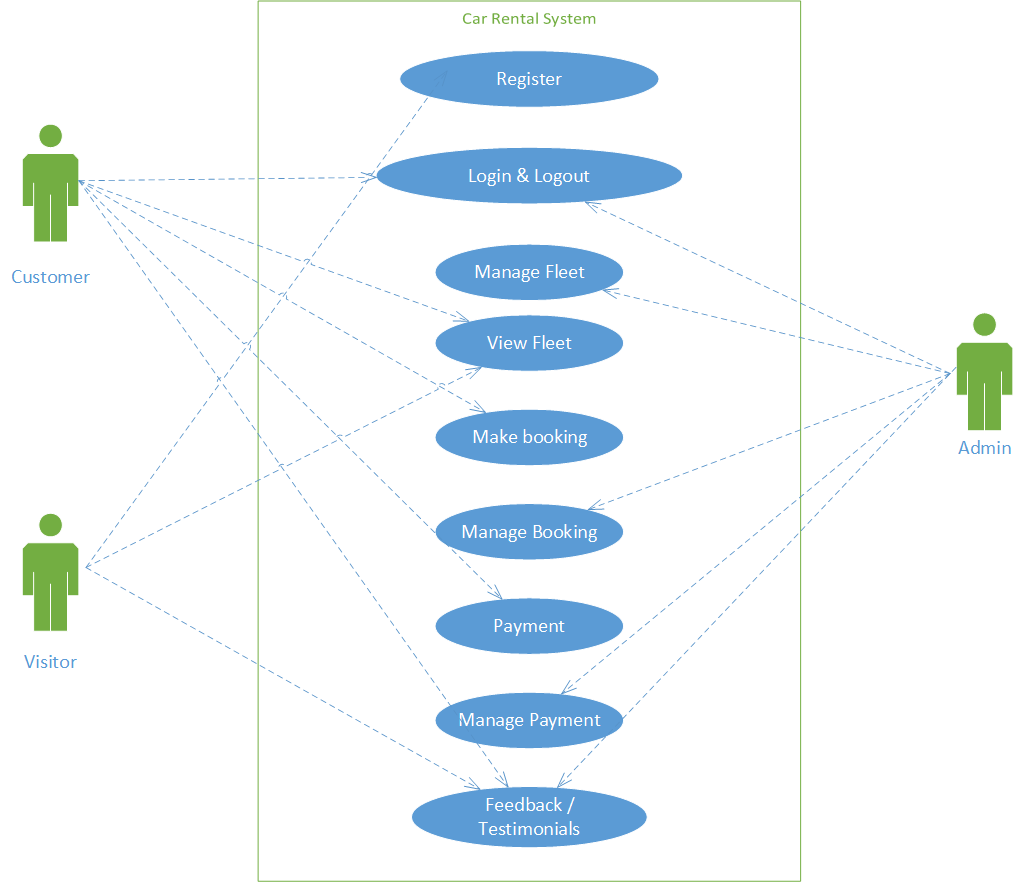 Car Rental System
Register
Login & Logout
Customer
Manage Fleet
View Fleet
Make booking
Admin
Manage Booking
Payment
Visitor
Manage Payment
Feedback /
Testimonials